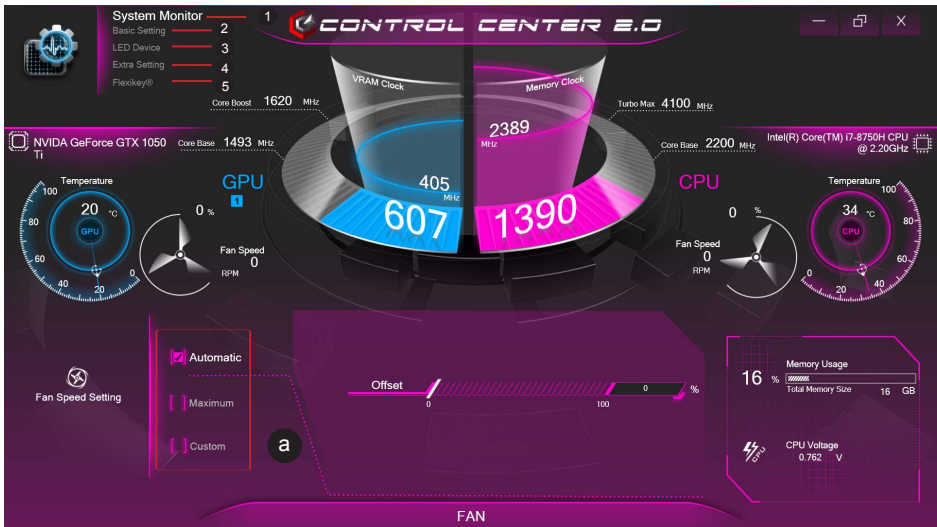 System Monitor
1
Basic Setting
2
LED Device
3
Extra Setting
4
Flexikey®
5
CONTROL CENTER 2.0
VRAM Clock
Memory Clock
Core Boost 1620 MHz
Turbo Max 4100 MHz
2389
MHz
NVIDIA GeForce GTX 1050
Ti
Core Base 1493 MHz
Core Base 2200 MHz
Intel(R) Core(TM) i7-8750H CPU
@ 2.20GHz
GPU
1
405
MHz
607
1390
CPU
Temperature
100
80
60
40
20
0
20 °C
GPU
0 %
Fan Speed
0
RPM
0 %
Fan Speed
0
RPM
Temperature
100
80
60
40
20
0
34 °C
CPU
Fan Speed Setting
Automatic
Maximum
Custom
a
Offset
0
100
0
%
16 %
Memory Usage
Total Memory Size 16 GB
CPU
CPU Voltage
0.762 V
FAN